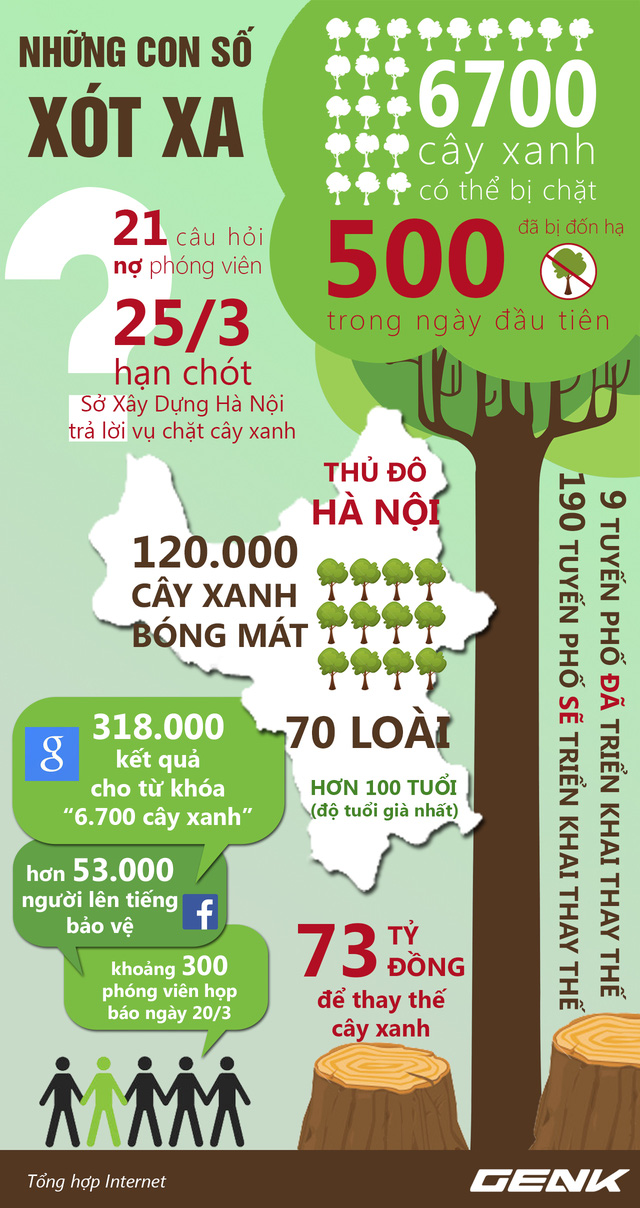 NHỮNG CON SỐ
XÓT XA
6700
cây xanh
có thể bị chặt
500
đã bị đốn hạ
trong ngày đầu tiên
21 câu hỏi
nợ phóng viên
25/3
hạn chót
Sở Xây Dựng Hà Nội
trả lời vụ chặt cây xanh
THỦ ĐÔ
HÀ NỘI
120.000
CÂY XANH
BÓNG MÁT
70 LOÀI
HƠN 100 TUỔI
(độ tuổi già nhất)
9 TUYẾN PHỐ ĐÃ TRIỂN KHAI THAY THẾ
190 TUYẾN PHỐ SẼ TRIỂN KHAI THAY THẾ
g
318.000
kết quả
cho từ khóa
“6.700 cây xanh”
hơn 53.000
người lên tiếng
bảo vệ
f
khoảng 300
phóng viên họp
báo ngày 20/3
73 TỶ
ĐỒNG
để thay thế
cây xanh
Tổng hợp Internet
GENK